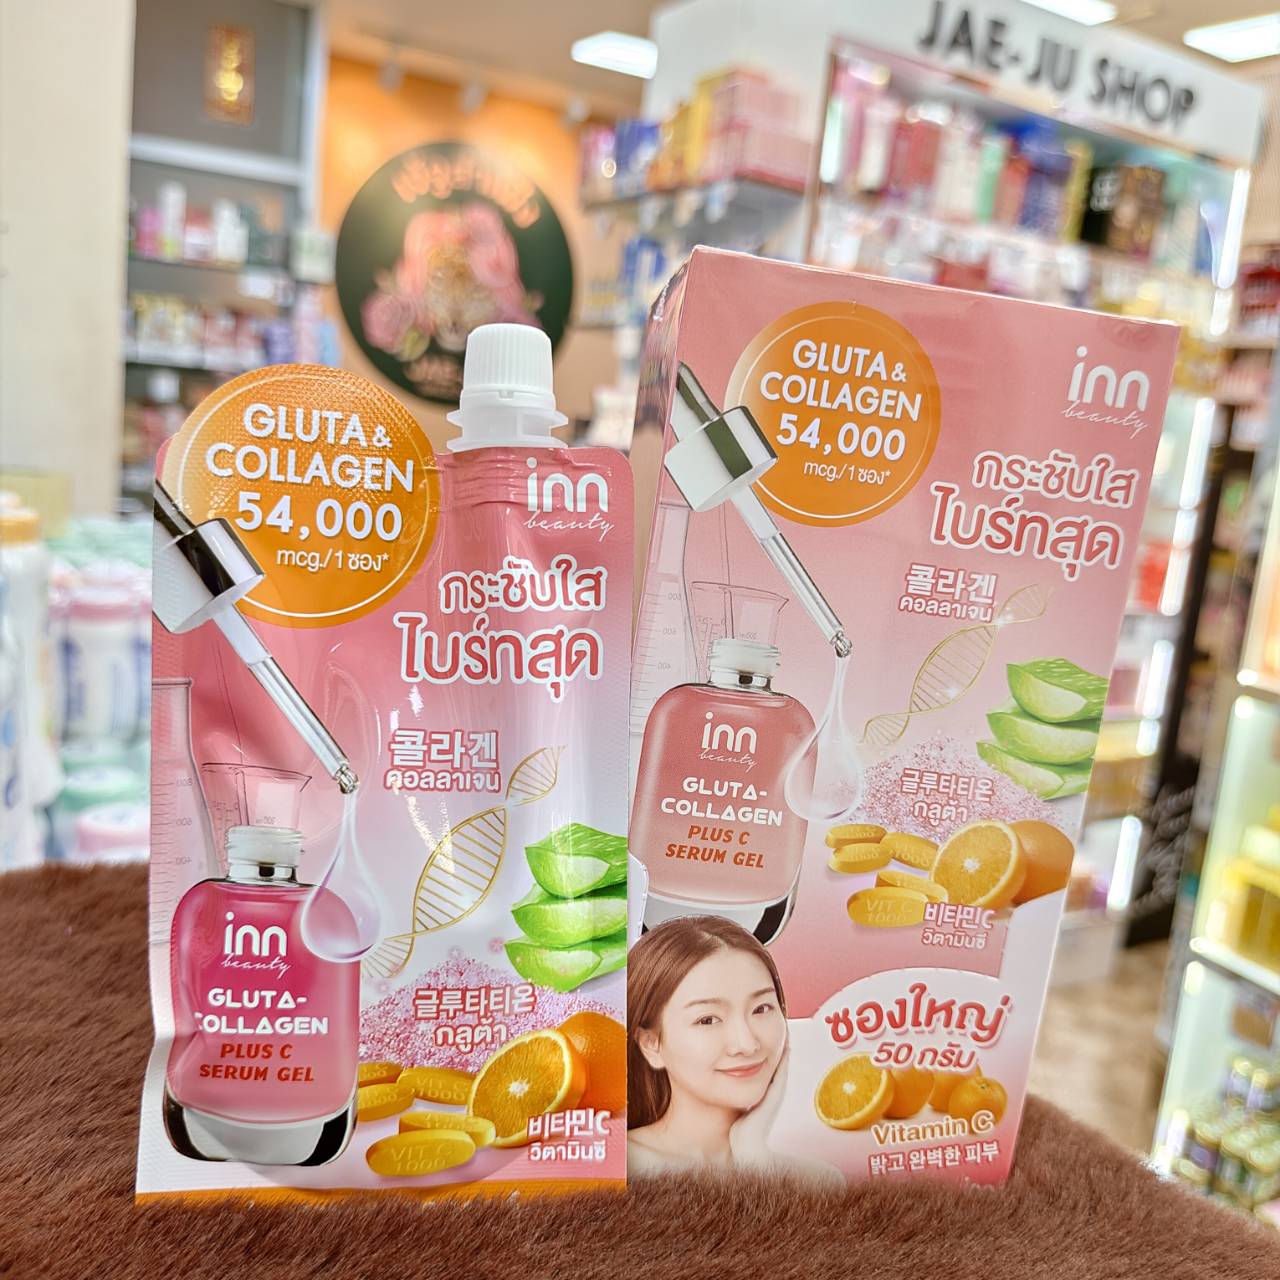 JAE-JU SHOP
GLUTA &
COLLAGEN
54,000
mcg./1 ซอง*
inn
beauty
กระชับใส
ไบร์ทสุด
콜라겐
คอลลาเจน
inn
beauty
GLUTA-
COLLAGEN
PLUS C
SERUM GEL
글루타티온
กลูต้า
VIT C
1000
비타민C
วิตามินซี
GLUTA &
COLLAGEN
54,000
mcg./1 ซอง*
inn
beauty
กระชับใส
ไบร์ทสุด
콜라겐
คอลลาเจน
inn
beauty
GLUTA-
COLLAGEN
PLUS C
SERUM GEL
글루타티온
กลูต้า
VIT C
1000
비타민C
วิตามินซี
ซองใหญ่
50 กรัม
Vitamin C
밝고 완벽한 피부